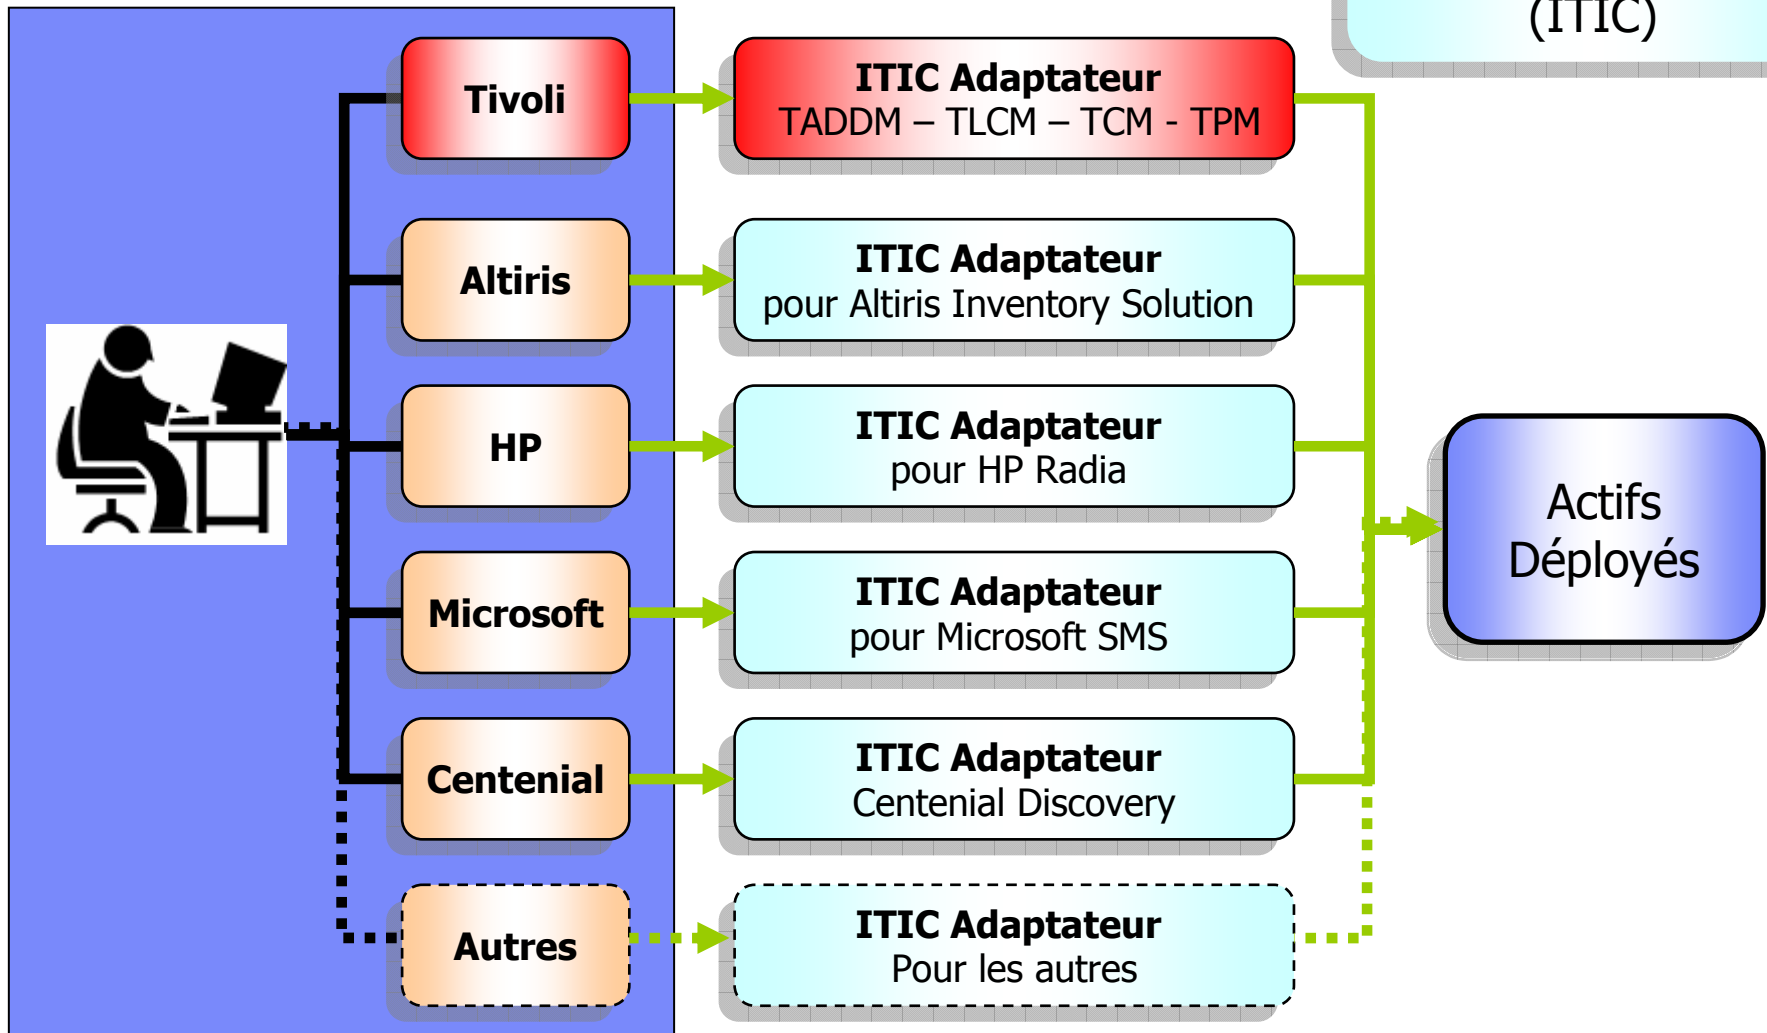 (ITIC)
Tivoli
ITIC Adaptateur
TADDM – TLCM – TCM - TPM
Altiris
ITIC Adaptateur
pour Altiris Inventory Solution
HP
ITIC Adaptateur
pour HP Radia
Microsoft
ITIC Adaptateur
pour Microsoft SMS
Centenial
ITIC Adaptateur
Centenial Discovery
Autres
ITIC Adaptateur
Pour les autres
Actifs
Déployés